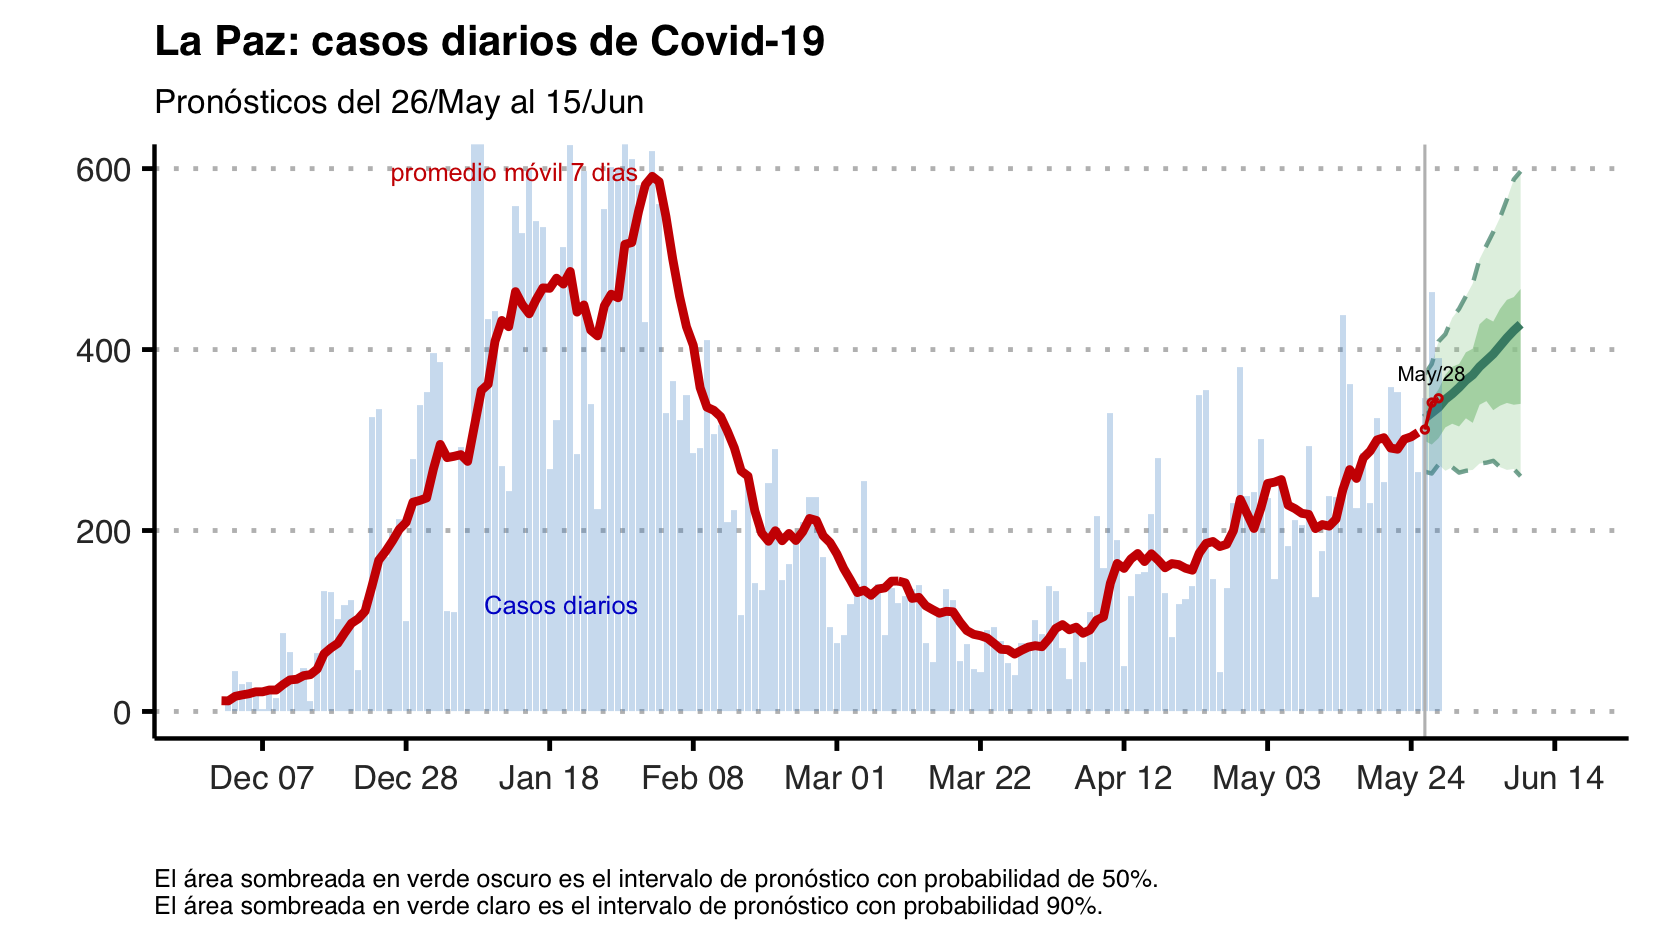 La Paz: casos diarios de Covid-19
Pronósticos del 26/May al 15/Jun
600
promedio móvil 7 dias
400
May/28
200
Casos diarios
0
Dec 07 Dec 28 Jan 18 Feb 08 Mar 01 Mar 22 Apr 12 May 03 May 24 Jun 14
El área sombreada en verde oscuro es el intervalo de pronóstico con probabilidad de 50%.
El área sombreada en verde claro es el intervalo de pronóstico con probabilidad 90%.